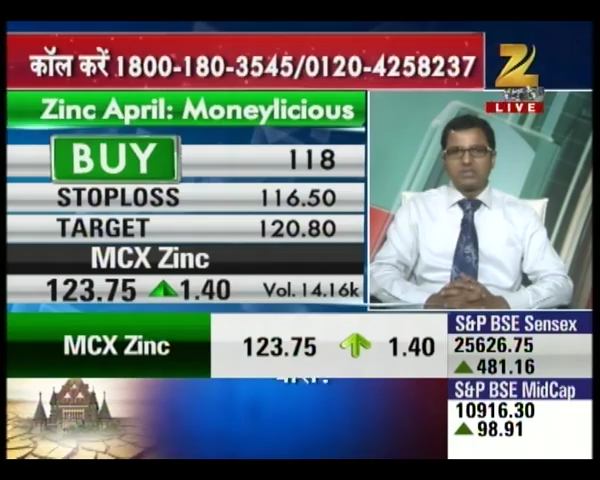 कॉल करें 1800-180-3545/0120-4258237
LIVE
Zinc April: Moneylicious
BUY 118
STOPLOSS 116.50
TARGET 120.80
MCX Zinc
123.75 1.40 Vol. 14.16k
MCX Zinc 123.75 1.40
S&P BSE Sensex
25626.75
481.16
S&P BSE MidCap
10916.30
98.91